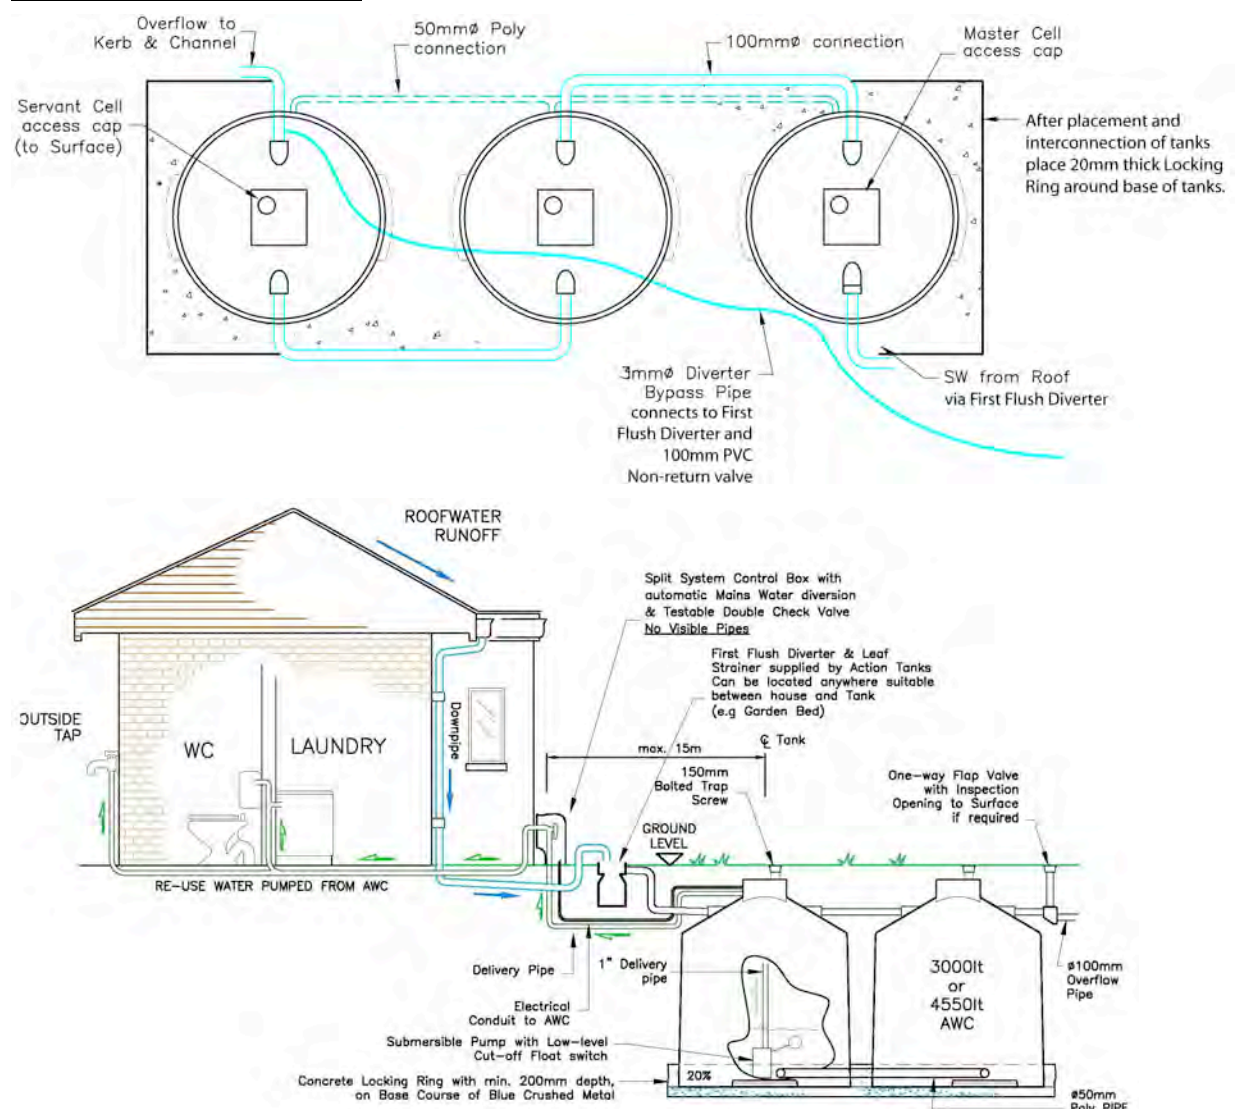 Overflow to
Kerb & Channel
50mmø Poly
connection
100mmø connection
Master Cell
access cap
Servant Cell
access cap
(to Surface)
After placement and
interconnection of tanks
place 20mm thick Locking
Ring around base of tanks.
3mmø Diverter
Bypass Pipe
connects to First
Flush Diverter and
100mm PVC
Non-return valve
SW from Roof
via First Flush Diverter
ROOFWATER
RUNOFF
Split System Control Box with
automatic Mains Water diversion
& Testable Double Check Valve
No Visible Pipes
First Flush Diverter & Leaf
Strainer supplied by Action Tanks
Can be located anywhere suitable
between house and Tank
(e.g Garden Bed)
OUTSIDE
TAP
WC
LAUNDRY
Downpipe
max. 15m
℄ Tank
150mm
Bolted Trap
Screw
One-way Flap Valve
with Inspection
Opening to Surface
if required
GROUND
LEVEL
RE-USE WATER PUMPED FROM AWC
Delivery Pipe
1" Delivery
pipe
3000lt
or
4550lt
AWC
ø100mm
Overflow
Pipe
Electrical
Conduit to AWC
Submersible Pump with Low-level
Cut-off Float switch
20%
Concrete Locking Ring with min. 200mm depth,
on Base Course of Blue Crushed Metal
ø50mm
Poly PIPE